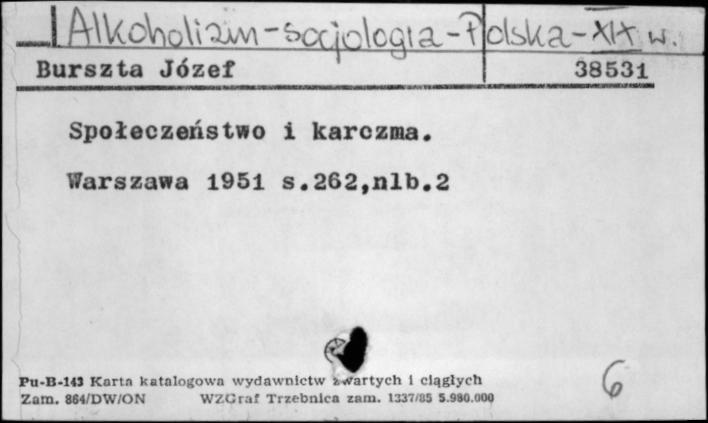 Alkoholizm-socjologia-Polska-XIX w.
Burszta Józef 38531
Społeczeństwo i karczma.
Warszawa 1951 s.262,nlb.2
Pu-B-143 Karta katalogowa wydawnictw zwartych i ciągłych
Zam. 864/DW/ON WZGraf Trzebnica zam. 1337/85 5.980.000
6